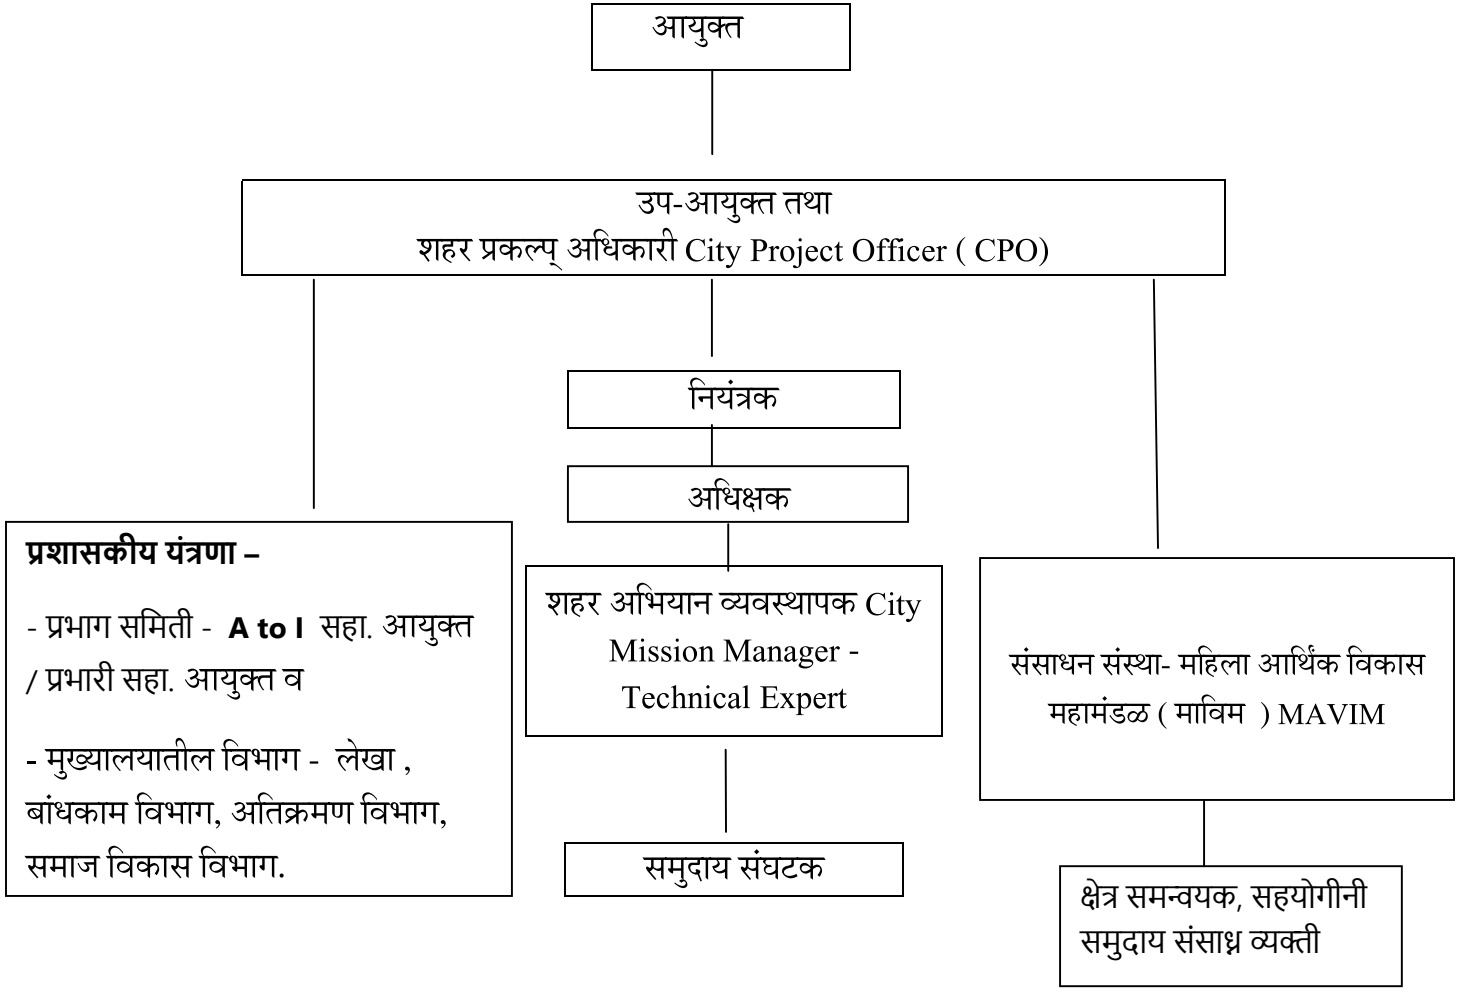 आयुक्त
उप-आयुक्त तथा
शहर प्रकल्प् अधिकारी City Project Officer ( CPO)
नियंत्रक
अधिक्षक
प्रशासकीय यंत्रणा –
- प्रभाग समिती - A to I सहा. आयुक्त
/ प्रभारी सहा. आयुक्त व
- मुख्यालयातील विभाग - लेखा ,
बांधकाम विभाग, अतिक्रमण विभाग,
समाज विकास विभाग.
शहर अभियान व्यवस्थापक City
Mission Manager -
Technical Expert
समुदाय संघटक
संसाधन संस्था- महिला आर्थिक विकास
महामंडळ ( माविम ) MAVIM
क्षेत्र समन्वयक, सहयोगीनी
समुदाय संसाध्न व्यक्ती